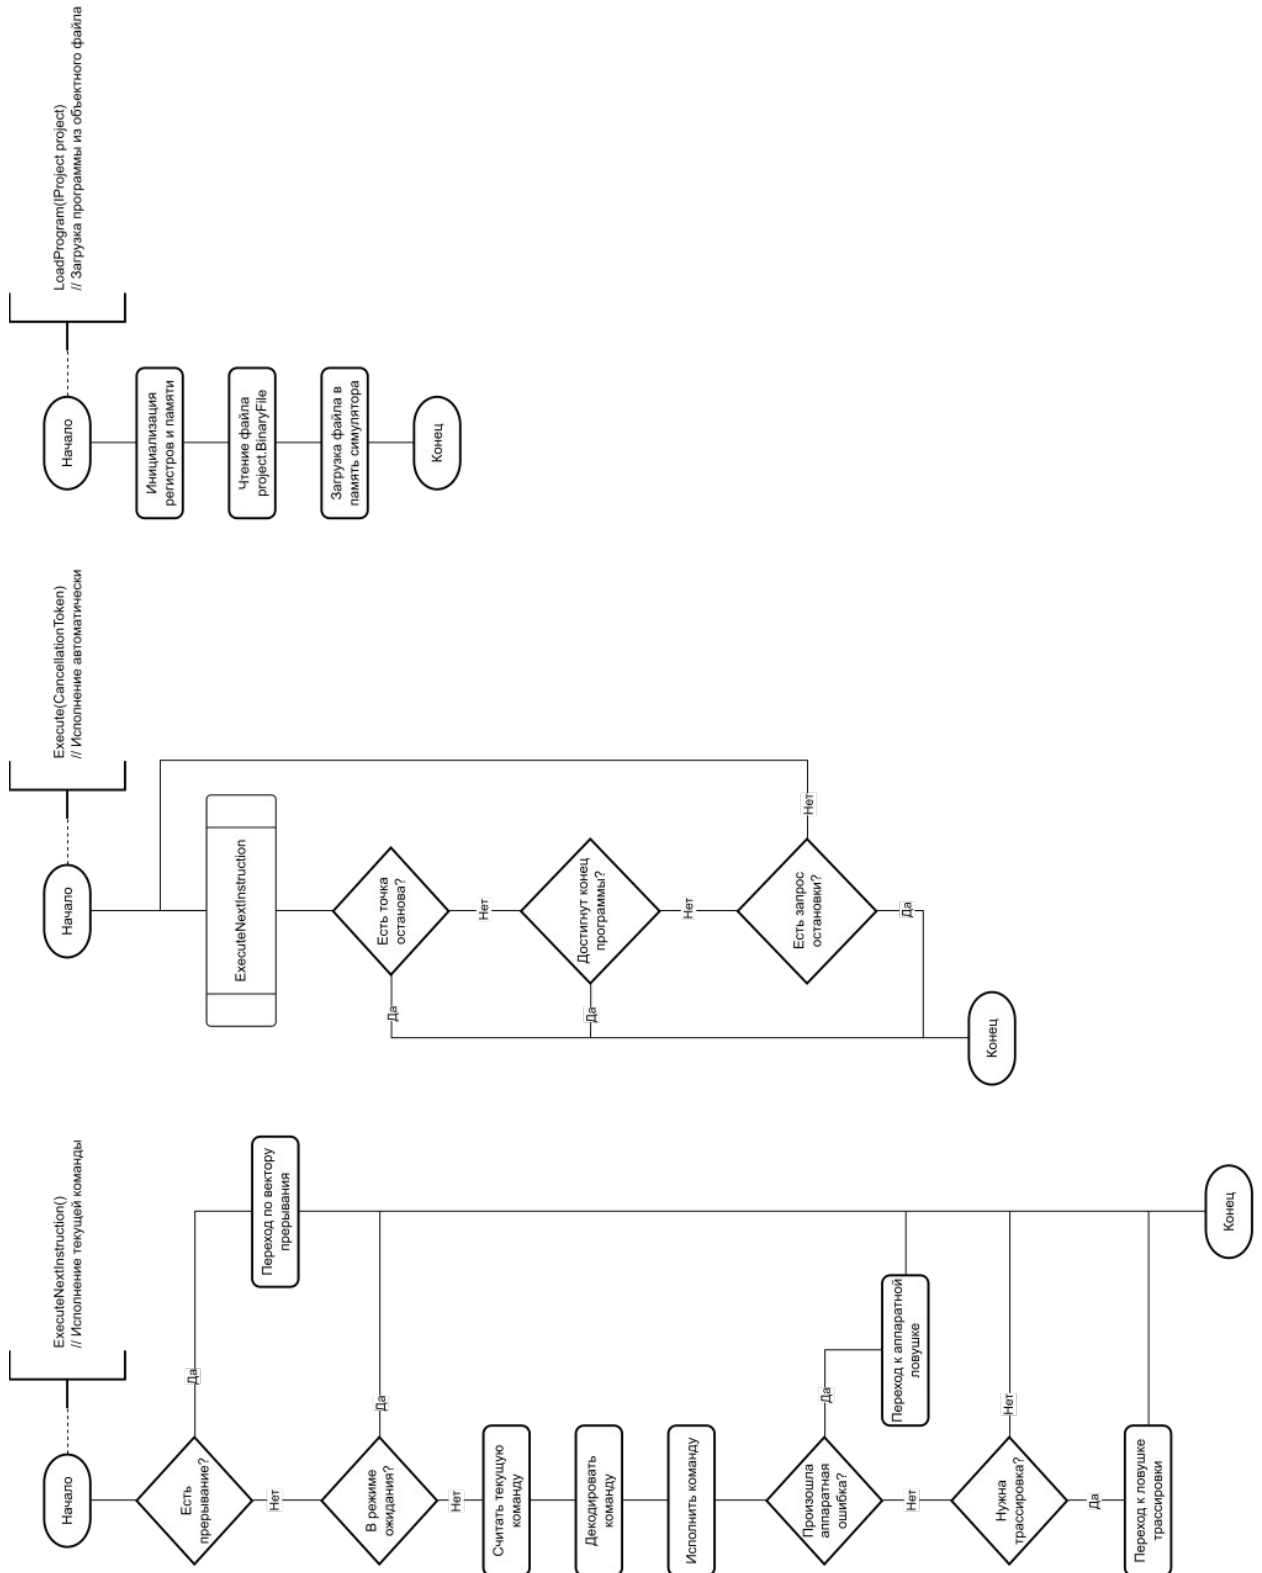 ExecuteNextInstruction()
// Исполнение текущей команды
Начало
Есть
прерывание?
Да
Нет
Переход по вектору
прерывания
В режиме
ожидания?
Да
Нет
Считать текущую
команду
Декодировать
команду
Исполнить команду
Произошла
аппаратная
ошибка?
Да
Нет
Переход к аппаратной
ловушке
Нужна
трассировка?
Нет
Да
Переход к ловушке
трассировки
Конец
Execute(CancellationToken)
// Исполнение автоматически
Начало
ExecuteNextInstruction
Есть точка
останова?
Да
Нет
Достигнут конец
программы?
Да
Нет
Есть запрос
остановки?
Нет
Да
Конец
LoadProgram(IProject project)
// Загрузка программы из объектного файла
Начало
Инициализация
регистров и памяти
Чтение файла
project.BinaryFile
Загрузка файла в
память симулятора
Конец